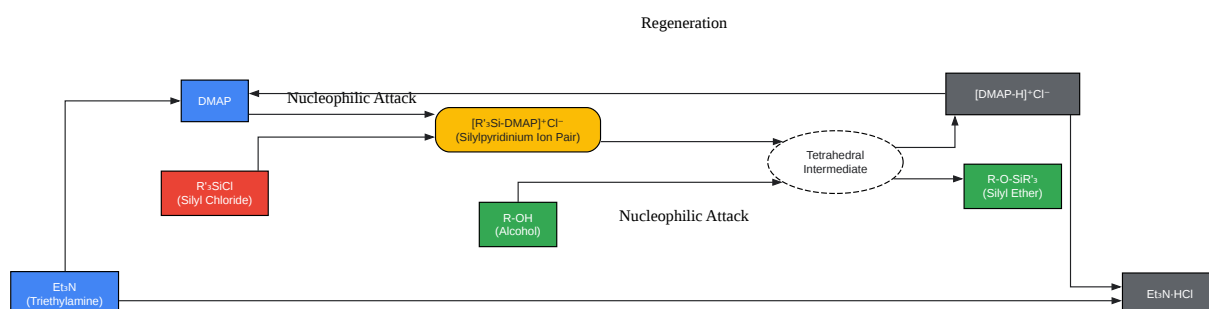 Regeneration
DMAP
Nucleophilic Attack
[DMAP-H]⁺Cl⁻
[R'₃Si-DMAP]⁺Cl⁻
(Silylpyridinium Ion Pair)
Tetrahedral
Intermediate
R'₃SiCl
(Silyl Chloride)
R-O-SiR'₃
(Silyl Ether)
R-OH
(Alcohol)
Nucleophilic Attack
Et₃N
(Triethylamine)
Et₃N·HCl